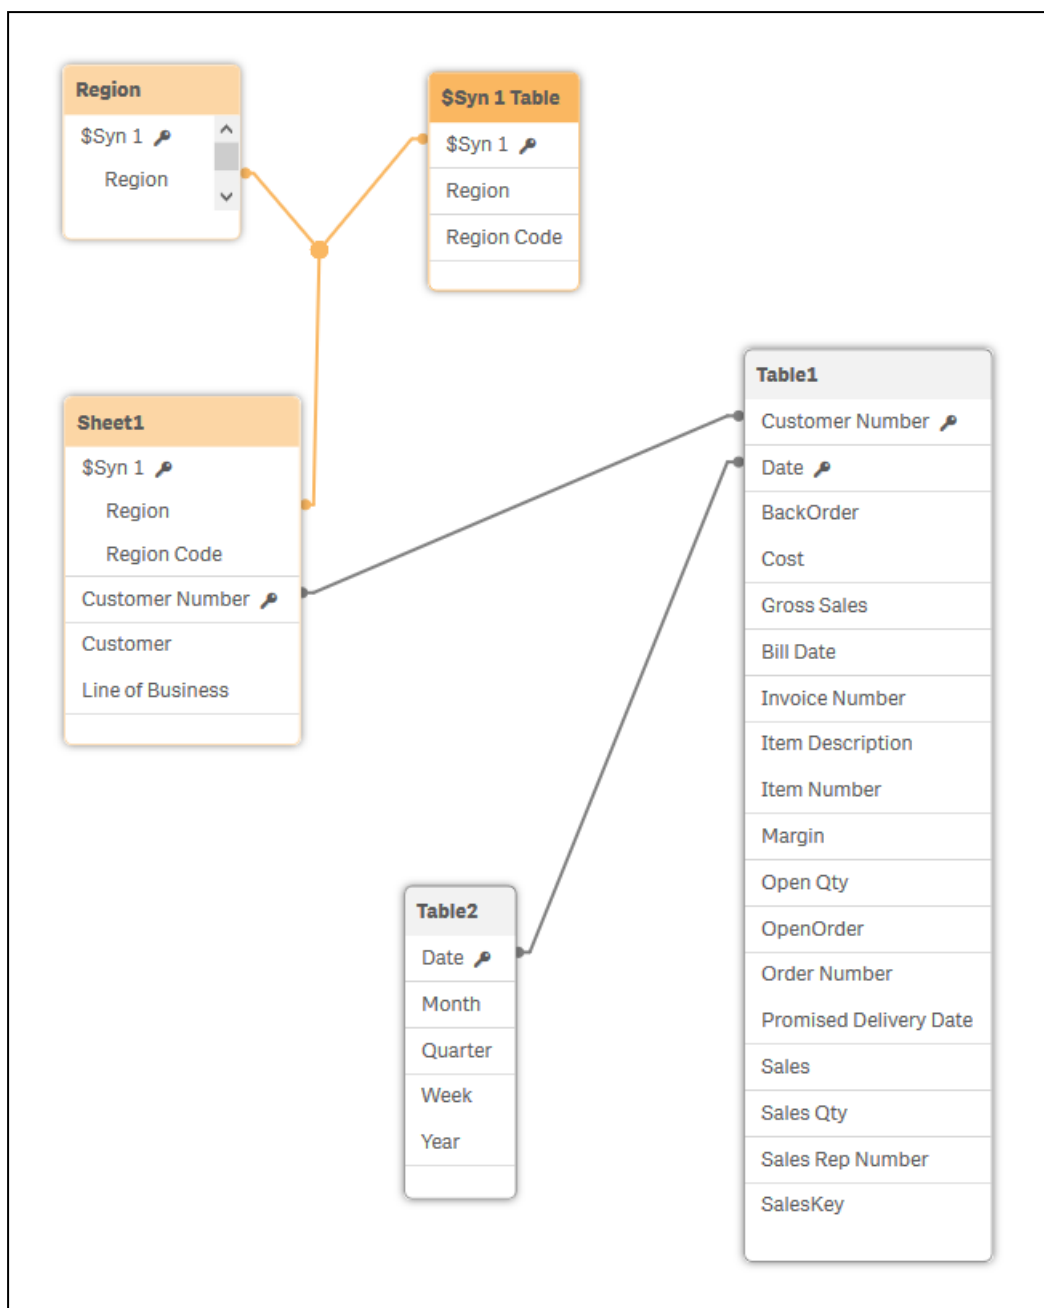 Region
$Syn 1
Region
$Syn 1 Table
$Syn 1
Region
Region Code
Sheet1
$Syn 1
Region
Region Code
Customer Number
Customer
Line of Business
Table1
Customer Number
Date
BackOrder
Cost
Gross Sales
Bill Date
Invoice Number
Item Description
Item Number
Margin
Open Qty
OpenOrder
Order Number
Promised Delivery Date
Sales
Sales Qty
Sales Rep Number
SalesKey
Table2
Date
Month
Quarter
Week
Year